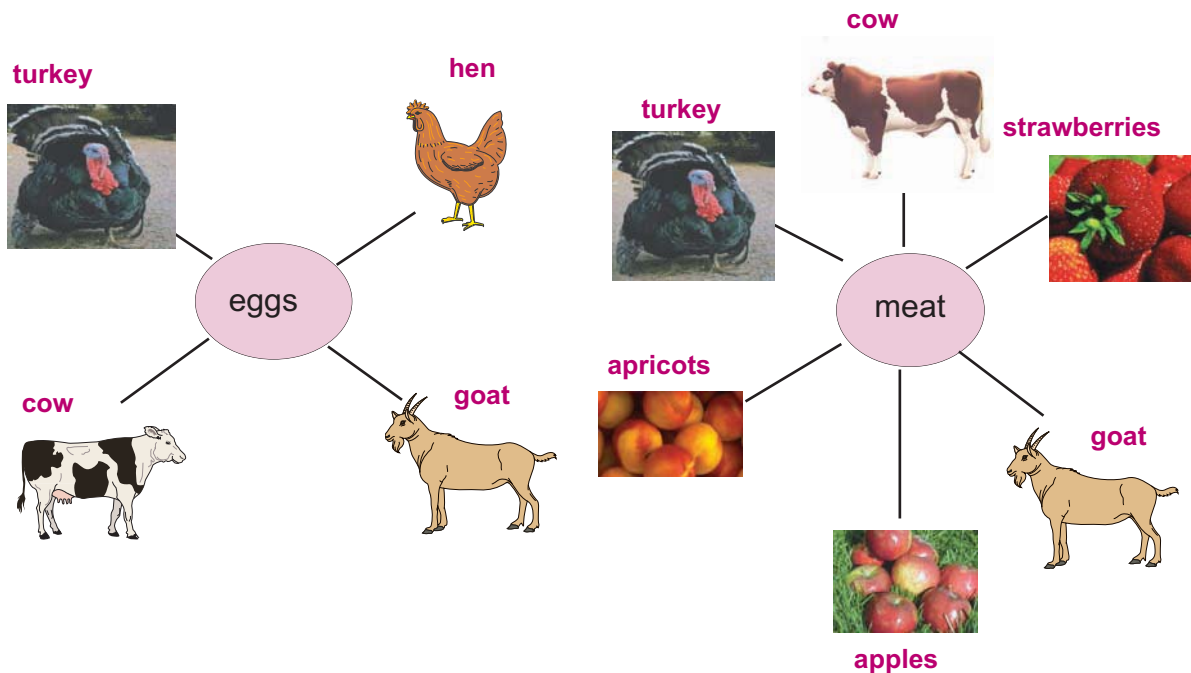 turkey
hen
eggs
cow
goat
cow
turkey
strawberries
meat
apricots
goat
apples